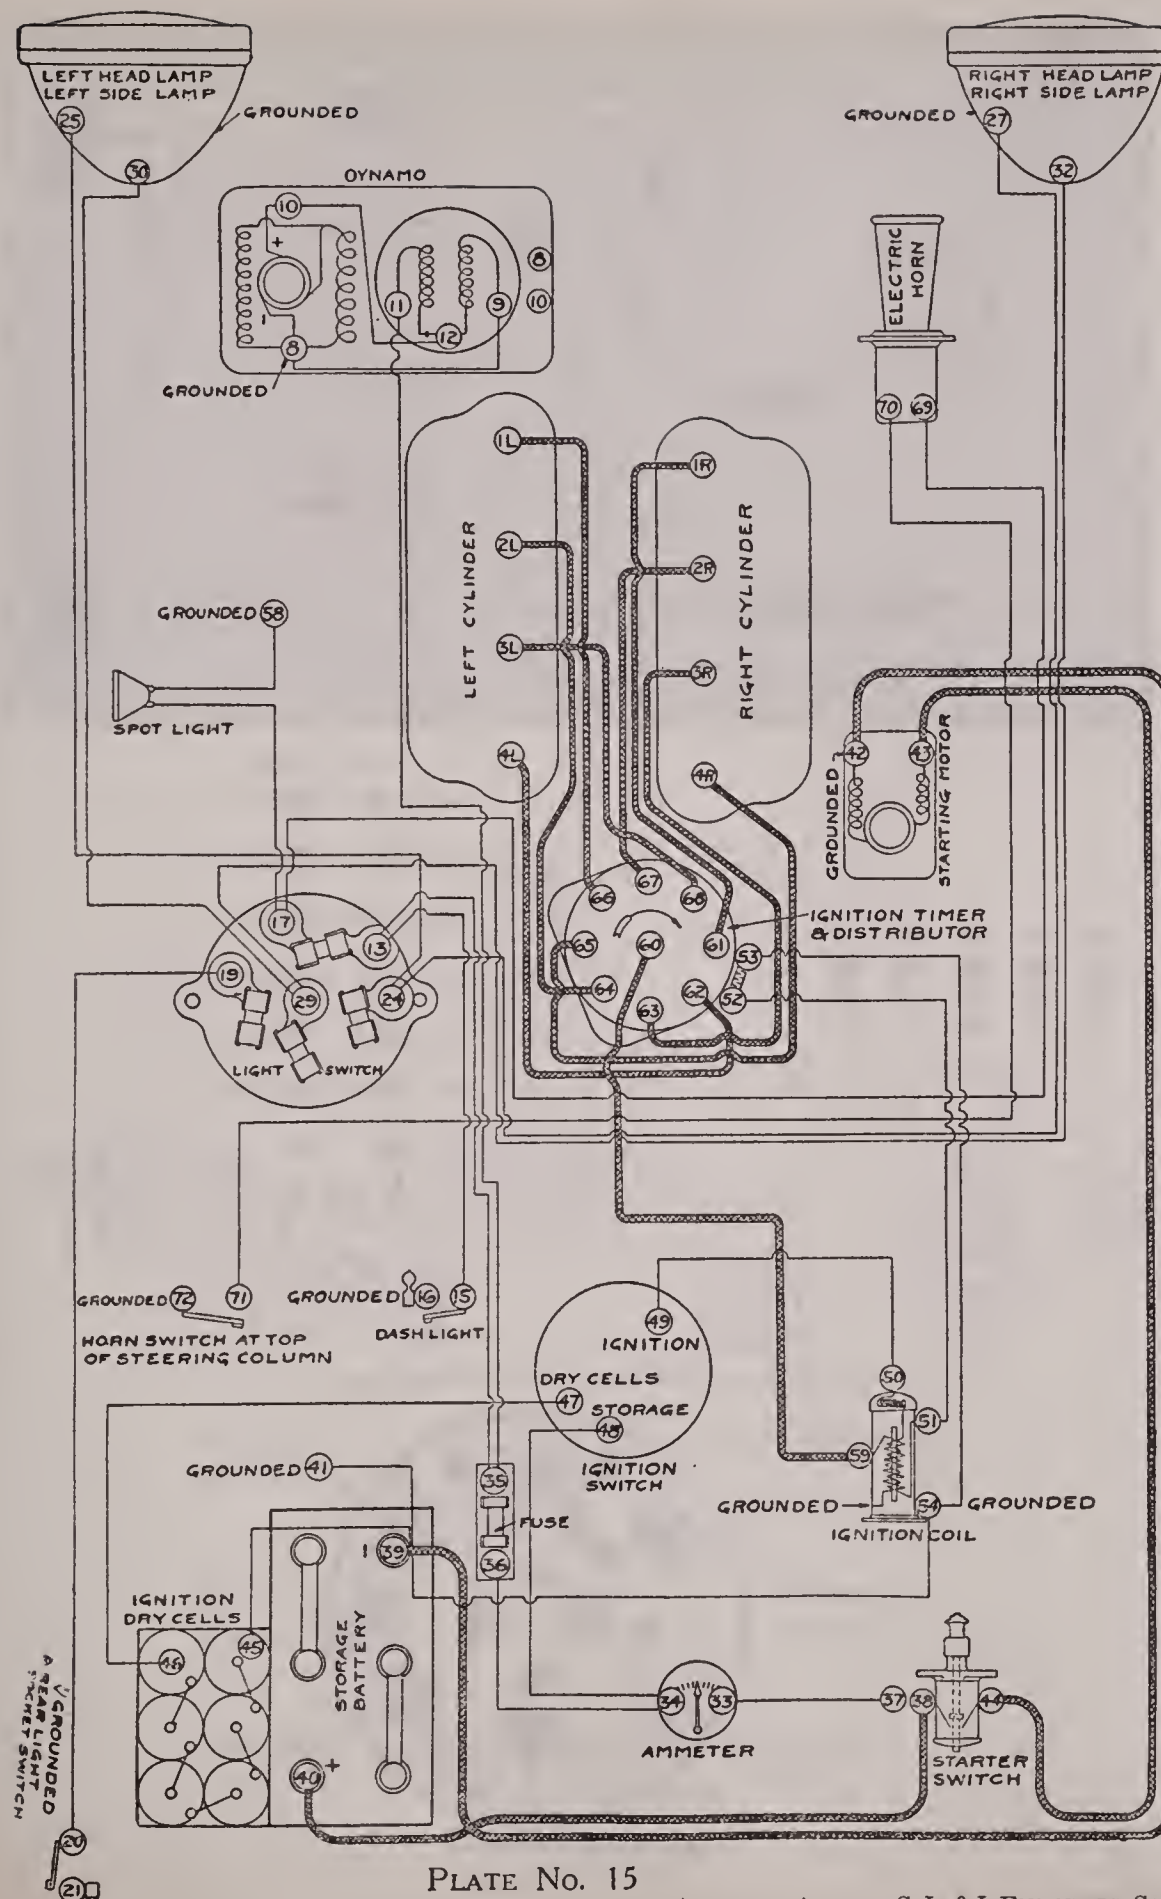 LEFT HEAD LAMP
LEFT SIDE LAMP
25
GROUNDED
30
RIGHT HEAD LAMP
RIGHT SIDE LAMP
GROUNDED
27
32
DYNAMO
10
+
-
8
11
9
12
8
10
GROUNDED
ELECTRIC
HORN
70
69
1L
2L
3L
4L
LEFT CYLINDER
1R
2R
3R
4R
RIGHT CYLINDER
GROUNDED 58
SPOT LIGHT
42
43
GROUNDED
STARTING MOTOR
17
13
19
29
24
LIGHT SWITCH
66
67
68
65
60
61
53
64
63
62
52
IGNITION TIMER
& DISTRIBUTOR
GROUNDED 72
71
HORN SWITCH AT TOP
OF STEERING COLUMN
GROUNDED
16
15
DASH LIGHT
49
IGNITION
DRY CELLS
47
STORAGE
48
IGNITION
SWITCH
50
51
59
54
GROUNDED
GROUNDED
IGNITION COIL
GROUNDED 41
35
FUSE
36
- 39
IGNITION
DRY CELLS
46
45
STORAGE
BATTERY
40 +
34
33
AMMETER
37
38
44
STARTER
SWITCH
GROUNDED
REAR LIGHT
SOCKET SWITCH
20
21
PLATE NO. 15